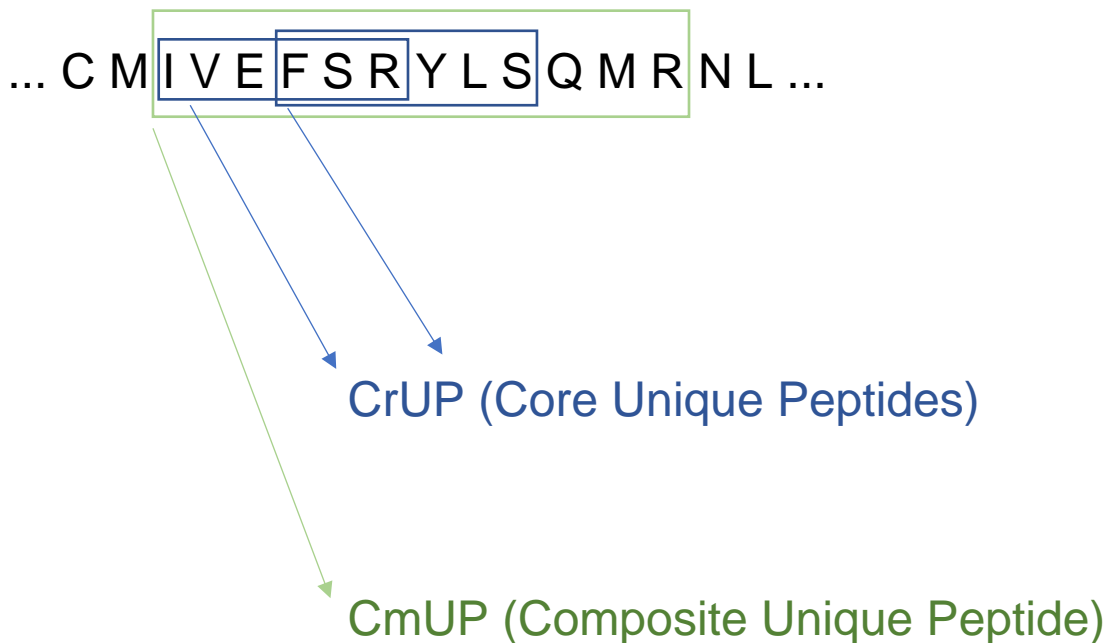 ... C M I V E F S R Y L S Q M R N L ...
CrUP (Core Unique Peptides)
CmUP (Composite Unique Peptide)